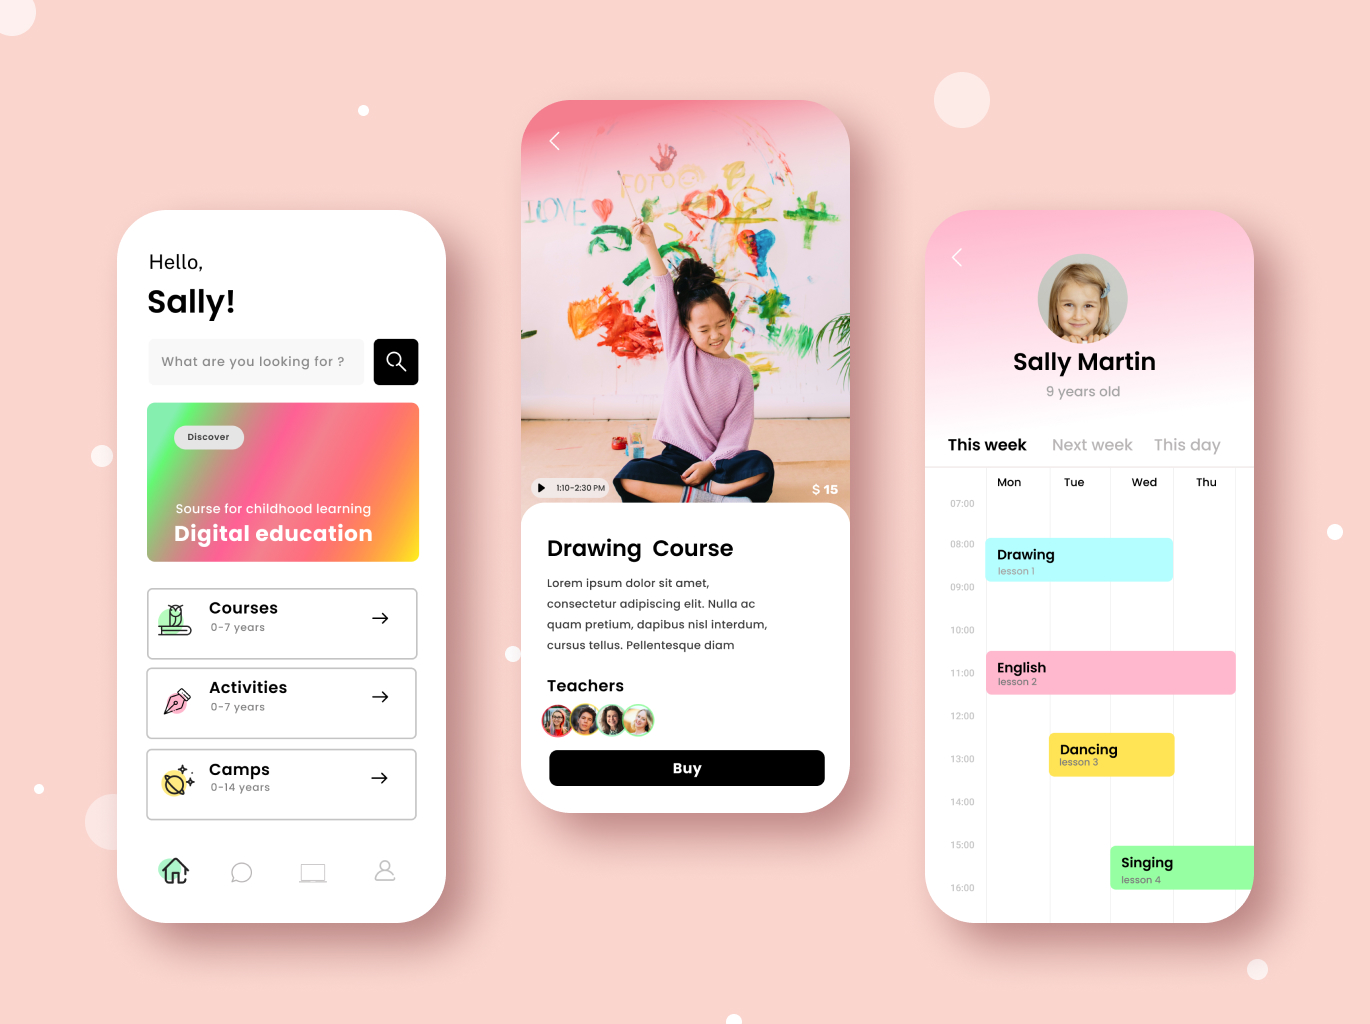 Hello,
Sally!
What are you looking for ?
Discover
Sourse for childhood learning
Digital education
Courses
0-7 years
Activities
0-7 years
Camps
0-14 years
LOVE
FOTO
1:10-2:30 PM
$ 15
Drawing Course
Lorem ipsum dolor sit amet,
consectetur adipiscing elit. Nulla ac
quam pretium, dapibus nisl interdum,
cursus tellus. Pellentesque diam
Teachers
Buy
Sally Martin
9 years old
This week Next week This day
Mon Tue Wed Thu
07:00
08:00
Drawing
lesson 1
09:00
10:00
English
11:00
lesson 2
12:00
Dancing
13:00
lesson 3
14:00
15:00
Singing
lesson 4
16:00